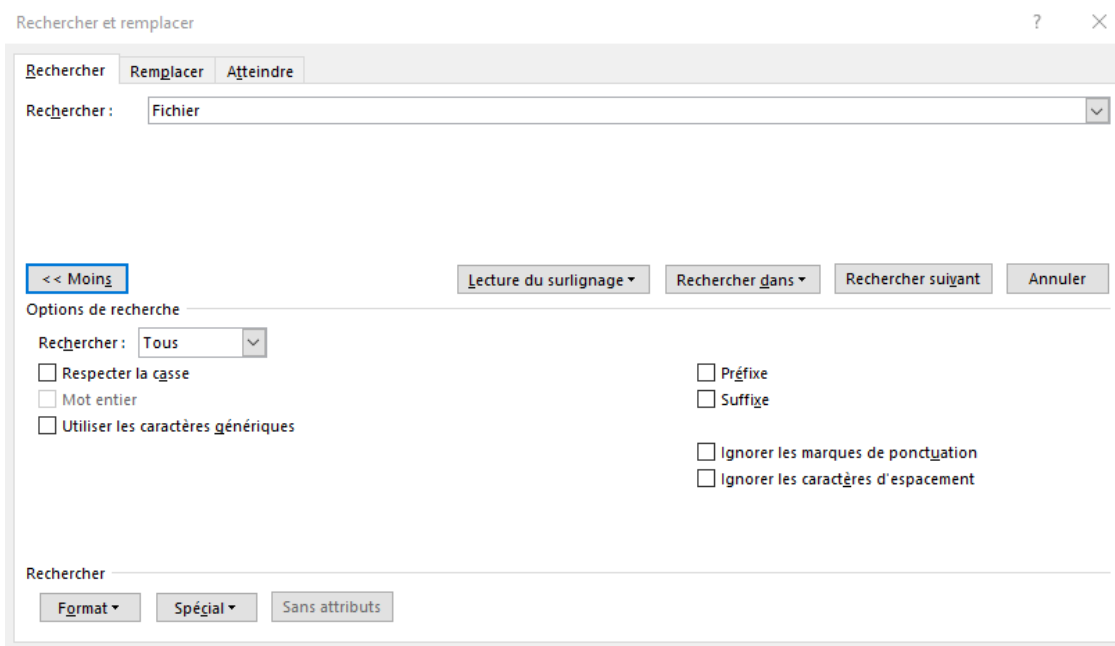 Rechercher et remplacer ? ×
Rechercher Remplacer Atteindre
Rechercher : Fichier
<< Moins Lecture du surlignage Rechercher dans Rechercher suivant Annuler
Options de recherche
Rechercher : Tous
Respecter la casse Préfixe
Mot entier Suffixe
Utiliser les caractères génériques
Ignorer les marques de ponctuation
Ignorer les caractères d'espacement
Rechercher
Format Spécial Sans attributs